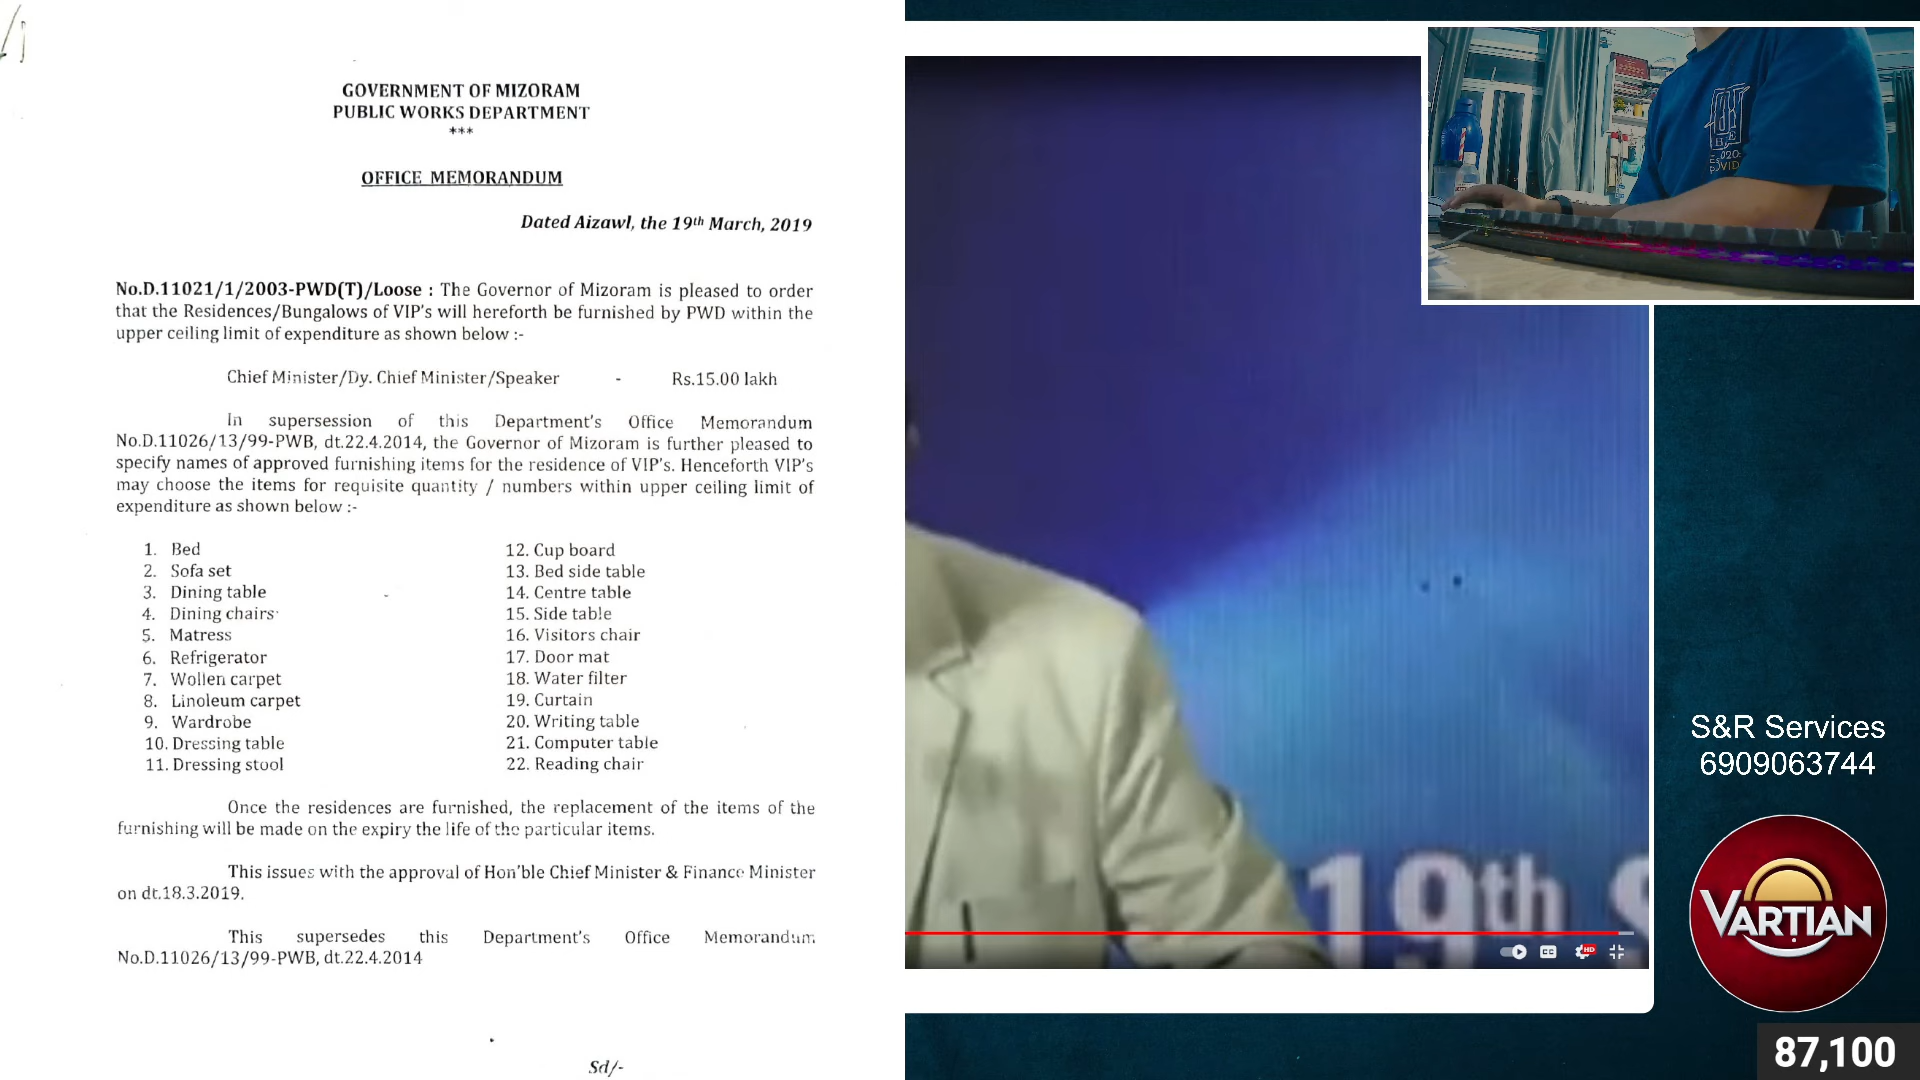 GOVERNMENT OF MIZORAM
PUBLIC WORKS DEPARTMENT
***
OFFICE MEMORANDUM
Dated Aizawl, the 19th March, 2019
No.D.11021/1/2003-PWD(T)/Loose : The Governor of Mizoram is pleased to order
that the Residences/Bungalows of VIP's will hereforth be furnished by PWD within the
upper ceiling limit of expenditure as shown below :-
Chief Minister/Dy. Chief Minister/Speaker - Rs.15.00 lakh
In supersession of this Department's Office Memorandum
No.D.11026/13/99-PWB, dt.22.4.2014, the Governor of Mizoram is further pleased to
specify names of approved furnishing items for the residence of VIP's. Henceforth VIP's
may choose the items for requisite quantity / numbers within upper ceiling limit of
expenditure as shown below :-
1. Bed
2. Sofa set
3. Dining table
4. Dining chairs
5. Matress
6. Refrigerator
7. Wollen carpet
8. Linoleum carpet
9. Wardrobe
10. Dressing table
11. Dressing stool
12. Cup board
13. Bed side table
14. Centre table
15. Side table
16. Visitors chair
17. Door mat
18. Water filter
19. Curtain
20. Writing table
21. Computer table
22. Reading chair
Once the residences are furnished, the replacement of the items of the
furnishing will be made on the expiry the life of the particular items.
This issues with the approval of Hon'ble Chief Minister & Finance Minister
on dt.18.3.2019.
This supersedes this Department's Office Memorandum
No.D.11026/13/99-PWB, dt.22.4.2014
Sd/-
19th S
CC
HD
S&R Services
6909063744
VARTIAN
87,100